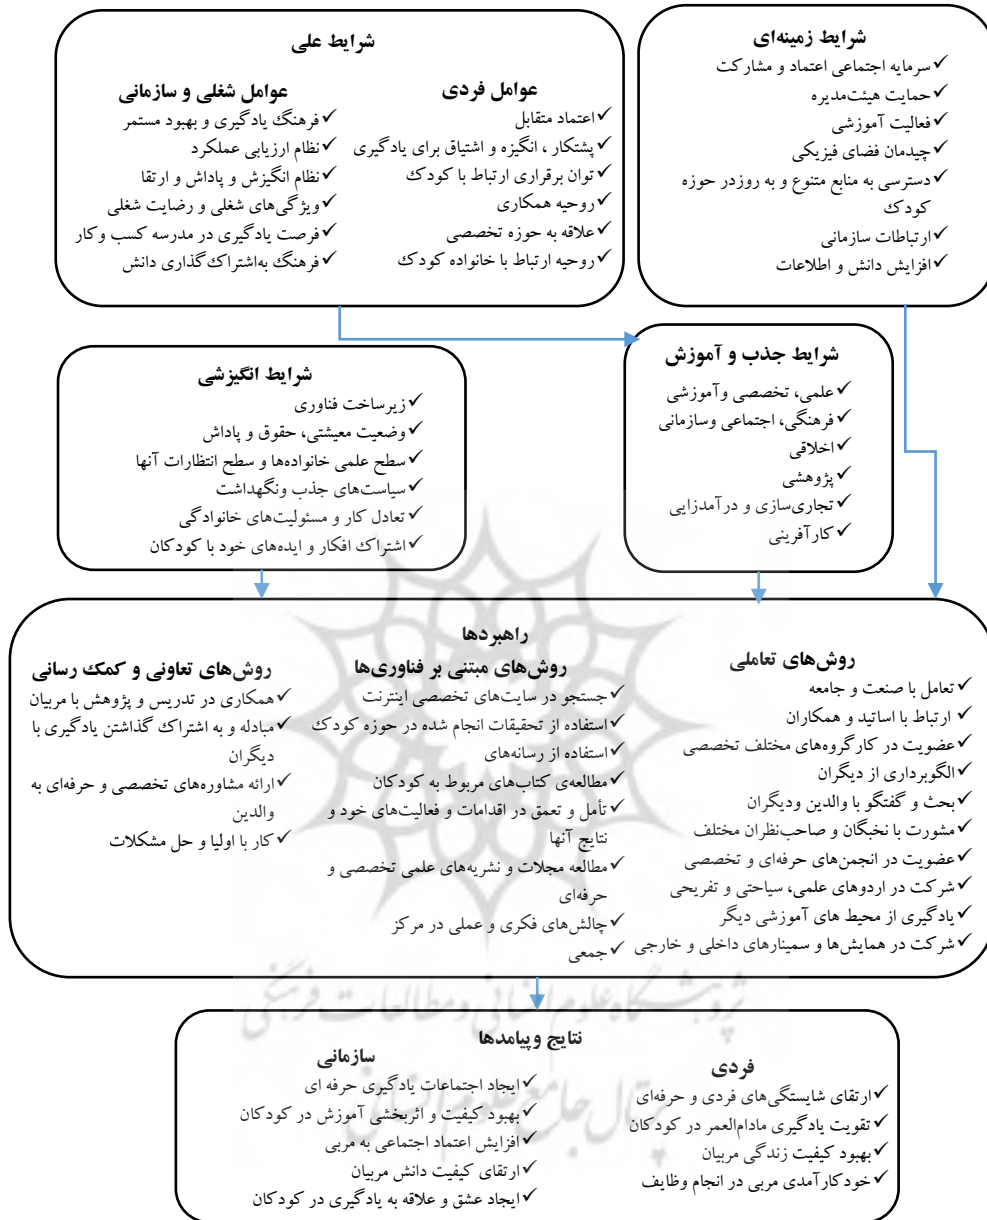 شرایط زمینه‌ای
✓سرمایه اجتماعی اعتماد و مشارکت
✓حمایت هیئت‌مدیره
✓فعالیت آموزشی
✓چیدمان فضای فیزیکی
✓دسترسی به منابع متنوع و به روزدر حوزه
کودک
✓ارتباطات سازمانی
✓افزایش دانش و اطلاعات
شرایط علی
عوامل فردی
✓اعتماد متقابل
✓پشتکار ، انگیزه و اشتیاق برای یادگیری
✓توان برقراری ارتباط با کودک
✓روحیه همکاری
✓علاقه به حوزه تخصصی
✓روحیه ارتباط با خانواده کودک
عوامل شغلی و سازمانی
✓فرهنگ یادگیری و بهبود مستمر
✓نظام ارزیابی عملکرد
✓نظام انگیزش و پاداش و ارتقا
✓ویژگی‌های شغلی و رضایت شغلی
✓فرصت یادگیری در مدرسه کسب وکار
✓فرهنگ به‌اشتراک‌گذاری دانش
شرایط جذب و آموزش
✓علمی، تخصصی وآموزشی
✓فرهنگی، اجتماعی وسازمانی
✓اخلاقی
✓پژوهشی
✓تجاری‌سازی و درآمدزایی
✓کارآفرینی
شرایط انگیزشی
✓زیرساخت فناوری
✓وضعیت معیشتی، حقوق و پاداش
✓سطح علمی خانواده‌ها و سطح انتظارات آنها
✓سیاست‌های جذب ونگهداشت
✓تعادل کار و مسئولیت‌های خانوادگی
✓اشتراک افکار و ایده‌های خود با کودکان
راهبردها
روش‌های تعاملی
✓تعامل با صنعت و جامعه
✓ارتباط با اساتید و همکاران
✓عضویت در کارگروه‌های مختلف تخصصی
✓الگوبرداری از دیگران
✓بحث و گفتگو با والدین ودیگران
✓مشورت با نخبگان و صاحب‌نظران مختلف
✓عضویت در انجمن‌های حرفه‌ای و تخصصی
✓شرکت در اردوهای علمی، سیاحتی و تفریحی
✓یادگیری از محیط های آموزشی دیگر
✓شرکت در همایش‌ها و سمینارهای داخلی و خارجی
روش‌های مبتنی بر فناوری‌ها
✓جستجو در سایت‌های تخصصی اینترنت
✓استفاده از تحقیقات انجام شده در حوزه کودک
✓استفاده از رسانه‌های
✓مطالعه‌ی کتاب‌های مربوط به کودکان
✓تأمل و تعمق در اقدامات و فعالیت‌های خود و
نتایج آنها
✓مطالعه مجلات و نشریه‌های علمی تخصصی و
حرفه‌ای
✓چالش‌های فکری و عملی در مرکز
✓جمعی
روش‌های تعاونی و کمک رسانی
✓همکاری در تدریس و پژوهش با مربیان
✓مبادله و به اشتراک گذاشتن یادگیری با
دیگران
✓ارائه مشاوره‌های تخصصی و حرفه‌ای به
والدین
✓کار با اولیا و حل مشکلات
پژوهشگاه علوم انسانی و مطالعات فرهنگی
نتایج وپیامدها
فردی
✓ارتقای شایستگی‌های فردی و حرفه‌ای
✓تقویت یادگیری مادام‌العمر در کودکان
✓بهبود کیفیت زندگی مربیان
✓خودکارآمدی مربی در انجام وظایف
سازمانی
✓ایجاد اجتماعات یادگیری حرفه ای
✓بهبود کیفیت و اثربخشی آموزش در کودکان
✓افزایش اعتماد اجتماعی به مربی
✓ارتقای کیفیت دانش مربیان
✓ایجاد عشق و علاقه به یادگیری در کودکان
پرتال جامع علوم انسانی